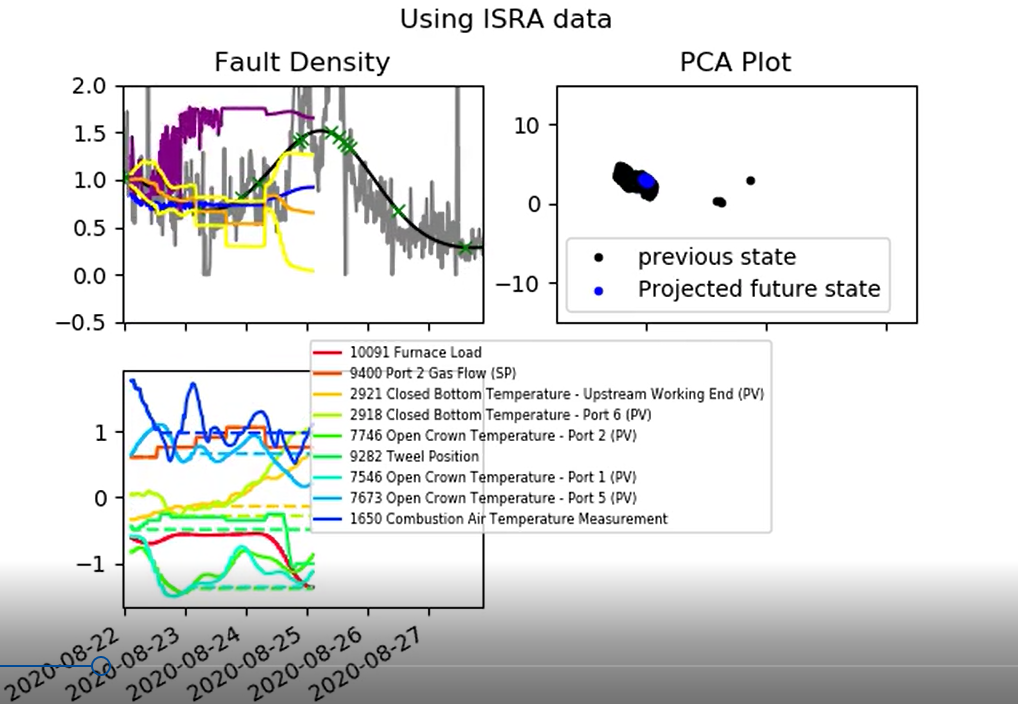 Using ISRA data
Fault Density
PCA Plot
2.0
1.5
1.0
0.5
0.0
−0.5
10
0
−10
previous state
Projected future state
1
0
−1
10091 Furnace Load
9400 Port 2 Gas Flow (SP)
2921 Closed Bottom Temperature - Upstream Working End (PV)
2918 Closed Bottom Temperature - Port 6 (PV)
7746 Open Crown Temperature - Port 2 (PV)
9282 Tweel Position
7546 Open Crown Temperature - Port 1 (PV)
7673 Open Crown Temperature - Port 5 (PV)
1650 Combustion Air Temperature Measurement
2020-08-22
2020-08-23
2020-08-24
2020-08-25
2020-08-26
2020-08-27